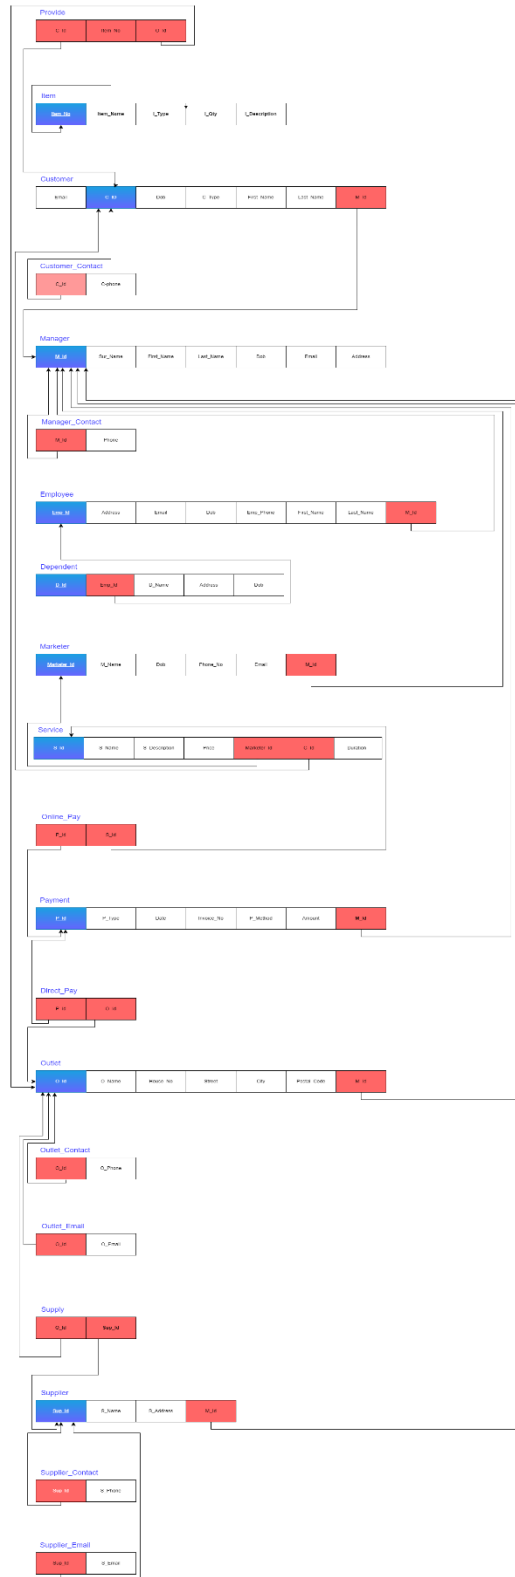 Provide
C_Id Item_No O_Id
Item
Item_No Item_Name I_Type I_Qty I_Description
Customer
Email C_Id Dob C_Type First_Name Last_Name M_Id
Customer_Contact
C_Id C-phone
Manager
M_Id Sur_Name First_Name Last_Name Dob Email Address
Manager_Contact
M_Id Phone
Employee
Emp_Id Address Email Dob Emp_Phone First_Name Last_Name M_Id
Dependent
D_Id Emp_Id D_Name Address Dob
Marketer
Marketer_Id M_Name Dob Phone_No Email M_Id
Service
S_Id S_Name S_Description Price Marketer_Id C_Id Duration
Online_Pay
P_Id S_Id
Payment
P_Id P_Type Date Invoice_No P_Method Amount M_Id
Direct_Pay
P_Id O_Id
Outlet
O_Id O_Name House_No Street City Postal_Code M_Id
Outlet_Contact
O_Id O_Phone
Outlet_Email
O_Id O_Email
Supply
O_Id Sup_Id
Supplier
Sup_Id S_Name S_Address M_Id
Supplier_Contact
Sup_Id S_Phone
Supplier_Email
Sup_Id S_Email